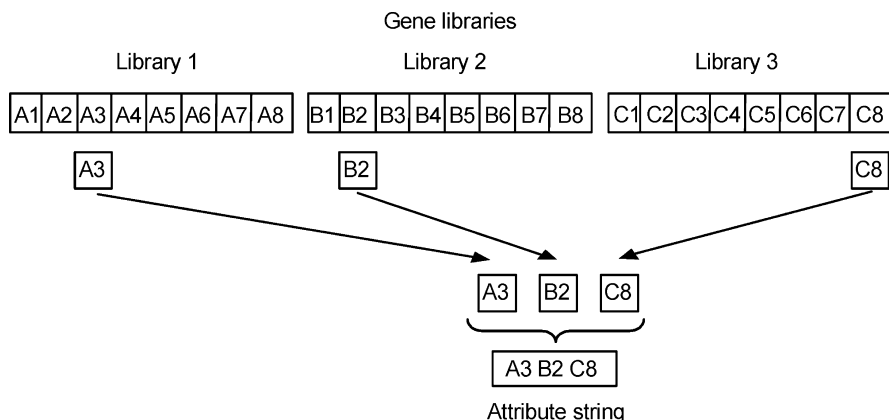 Gene libraries
Library 1 Library 2 Library 3
A1 A2 A3 A4 A5 A6 A7 A8 B1 B2 B3 B4 B5 B6 B7 B8 C1 C2 C3 C4 C5 C6 C7 C8
A3 B2 C8
A3 B2 C8
A3 B2 C8
Attribute string